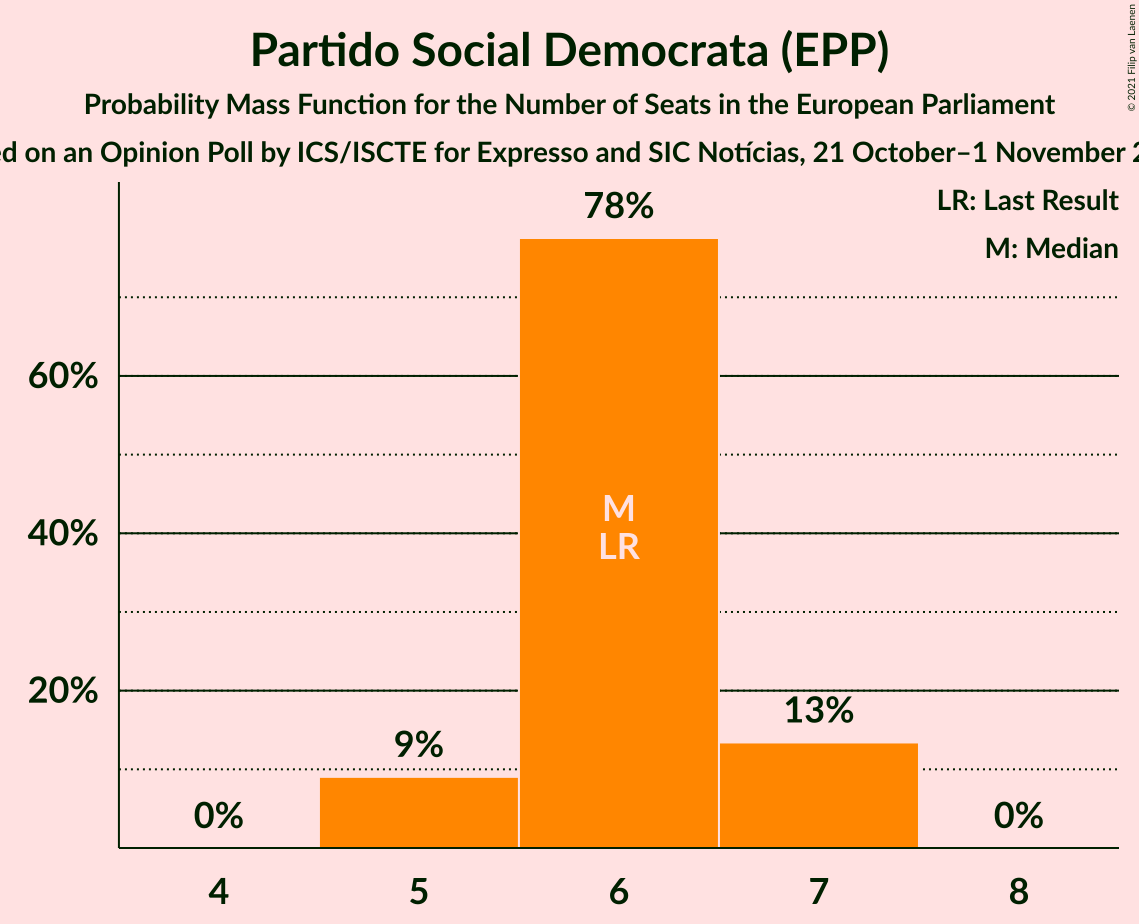 Partido Social Democrata (EPP)
Probability Mass Function for the Number of Seats in the European Parliament
on an Opinion Poll by ICS/ISCTE for Expresso and SIC Notícias, 21 October–1 November
© 2021 Filip van Laenen
LR: Last Result
M: Median
78%
60%
M
40%
LR
20%
13%
9%
0%
0%
4 5 6 7 8